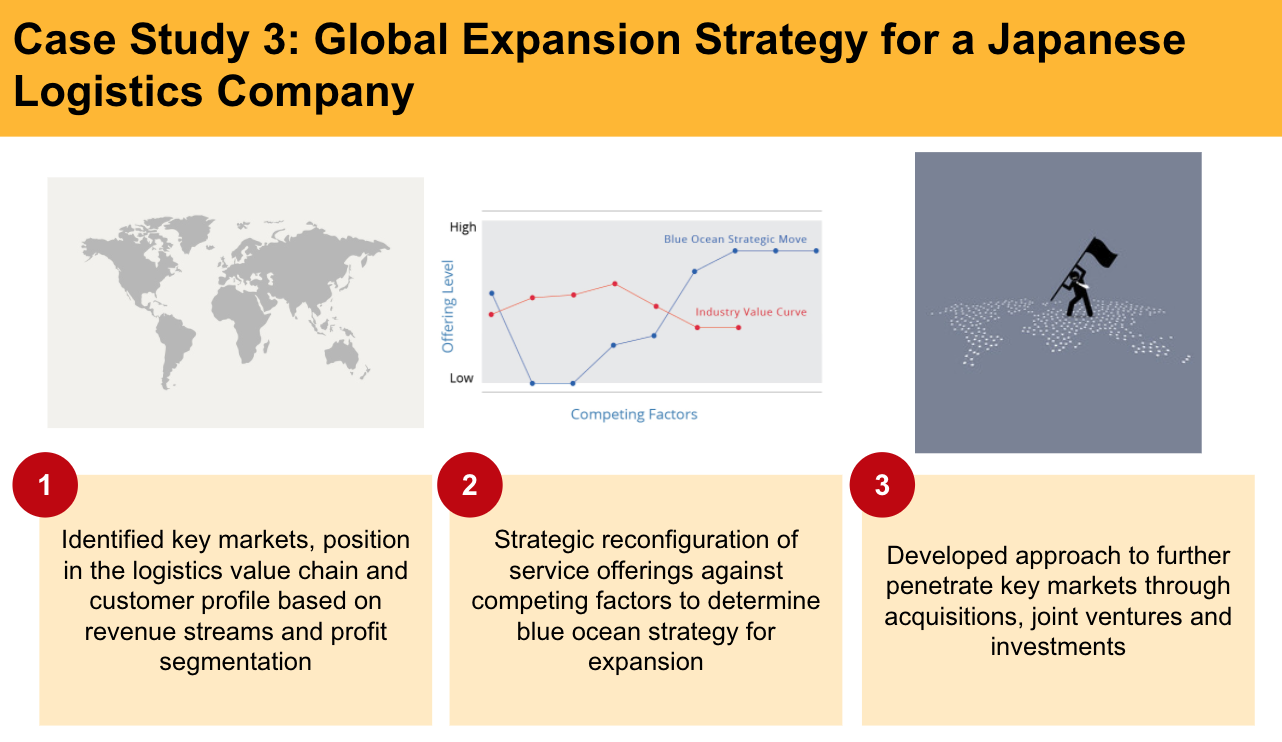 Case Study 3: Global Expansion Strategy for a Japanese
Logistics Company
High
Blue Ocean Strategic Move
Offering Level
Industry Value Curve
Low
Competing Factors
1
Identified key markets, position
in the logistics value chain and
customer profile based on
revenue streams and profit
segmentation
2
Strategic reconfiguration of
service offerings against
competing factors to determine
blue ocean strategy for
expansion
3
Developed approach to further
penetrate key markets through
acquisitions, joint ventures and
investments